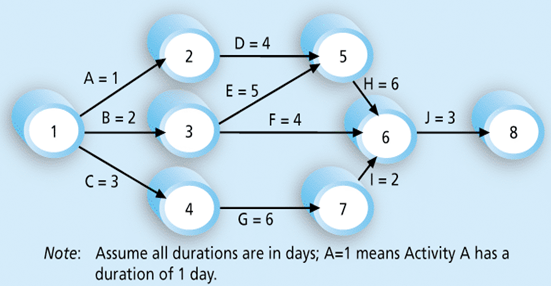 D = 4
2
5
A = 1
H = 6
E = 5
B = 2
F = 4
J = 3
1
3
6
8
C = 3
I = 2
4
7
G = 6
Note: Assume all durations are in days; A=1 means Activity A has a
duration of 1 day.